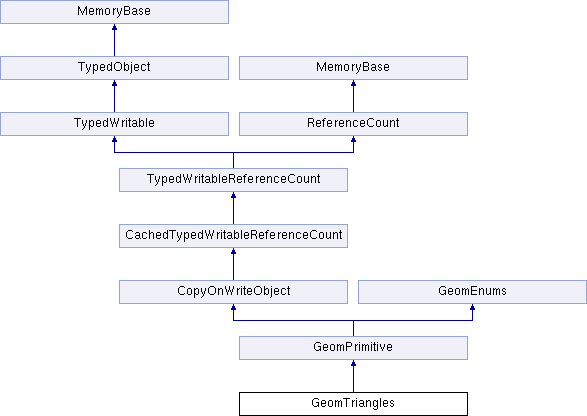 MemoryBase
TypedObject
MemoryBase
TypedWritable
ReferenceCount
TypedWritableReferenceCount
CachedTypedWritableReferenceCount
CopyOnWriteObject
GeomEnums
GeomPrimitive
GeomTriangles